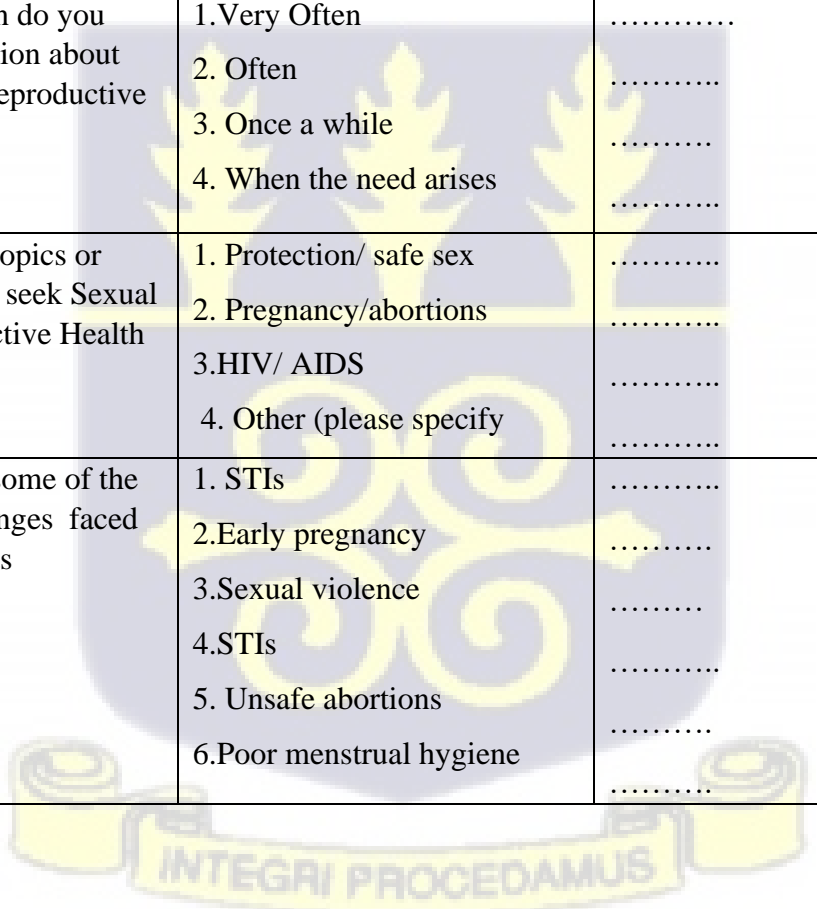 n do you
ion about
eproductive
1.Very Often
2. Often
3. Once a while
4. When the need arises
…………
………..
……….
………..
opics or
seek Sexual
ctive Health
1. Protection/ safe sex
2. Pregnancy/abortions
3.HIV/ AIDS
4. Other (please specify
………..
………..
………..
………..
some of the
nges faced
s
1. STIs
2.Early pregnancy
3.Sexual violence
4.STIs
5. Unsafe abortions
6.Poor menstrual hygiene
………..
……….
………
………..
……….
……….
INTEGRI PROCEDAMUS